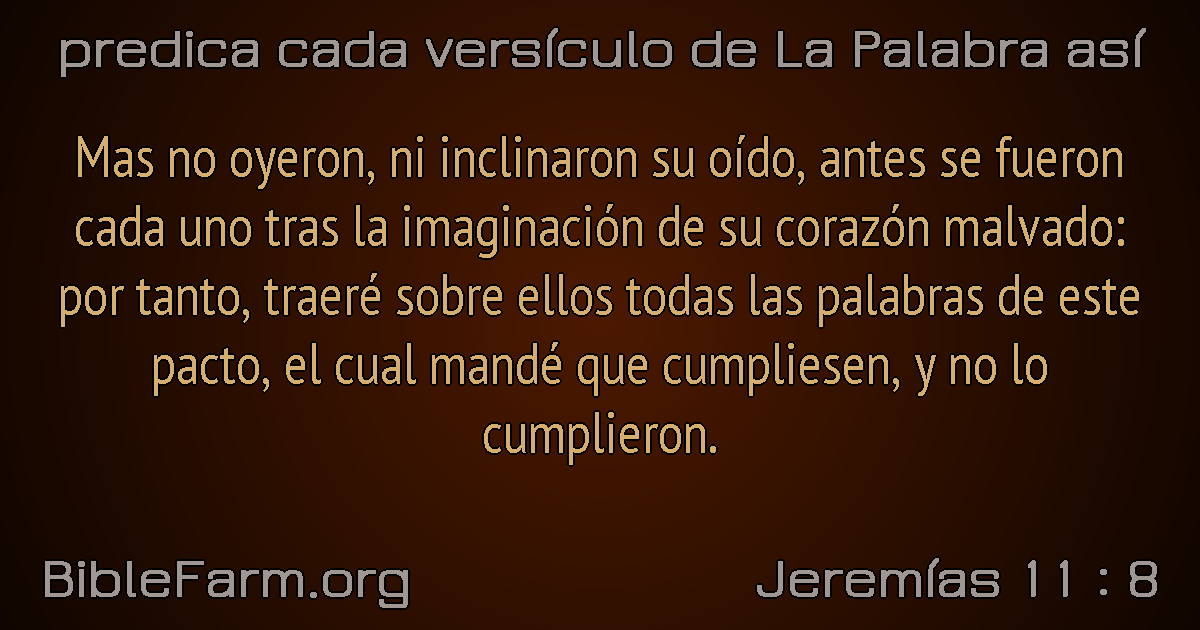 predica cada versículo de La Palabra así
Mas no oyeron, ni inclinaron su oído, antes se fueron
cada uno tras la imaginación de su corazón malvado:
por tanto, traeré sobre ellos todas las palabras de este
pacto, el cual mandé que cumpliesen, y no lo
cumplieron.
BibleFarm.org
Jeremías 11 : 8